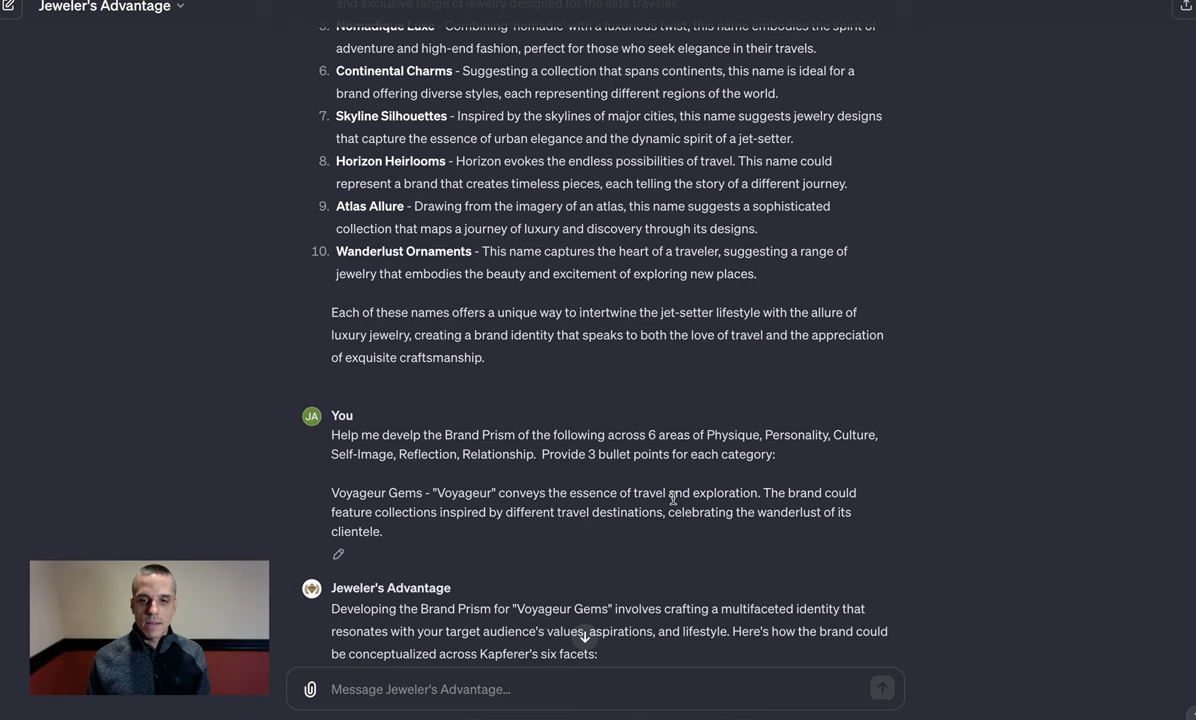 Jeweler's Advantage
and exclusive range of jewelry designed for the elite traveler.
5. Nomadique Luxe - Combining 'nomadic' with a luxurious twist, this name embodies the spirit of
adventure and high-end fashion, perfect for those who seek elegance in their travels.
6. Continental Charms - Suggesting a collection that spans continents, this name is ideal for a
brand offering diverse styles, each representing different regions of the world.
7. Skyline Silhouettes - Inspired by the skylines of major cities, this name suggests jewelry designs
that capture the essence of urban elegance and the dynamic spirit of a jet-setter.
8. Horizon Heirlooms - Horizon evokes the endless possibilities of travel. This name could
represent a brand that creates timeless pieces, each telling the story of a different journey.
9. Atlas Allure - Drawing from the imagery of an atlas, this name suggests a sophisticated
collection that maps a journey of luxury and discovery through its designs.
10. Wanderlust Ornaments - This name captures the heart of a traveler, suggesting a range of
jewelry that embodies the beauty and excitement of exploring new places.
Each of these names offers a unique way to intertwine the jet-setter lifestyle with the allure of
luxury jewelry, creating a brand identity that speaks to both the love of travel and the appreciation
of exquisite craftsmanship.
JA You
Help me develp the Brand Prism of the following across 6 areas of Physique, Personality, Culture,
Self-Image, Reflection, Relationship. Provide 3 bullet points for each category:
Voyageur Gems - "Voyageur" conveys the essence of travel and exploration. The brand could
feature collections inspired by different travel destinations, celebrating the wanderlust of its
clientele.
Jeweler's Advantage
Developing the Brand Prism for "Voyageur Gems" involves crafting a multifaceted identity that
resonates with your target audience's values, aspirations, and lifestyle. Here's how the brand could
be conceptualized across Kapferer's six facets:
Message Jeweler's Advantage...